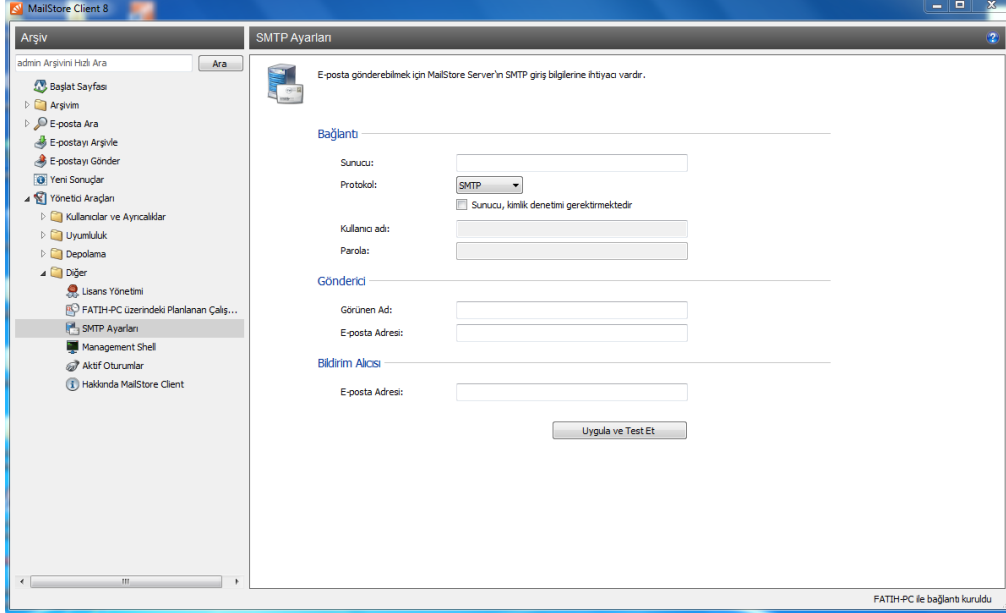 MailStore Client 8
Arşiv
admin Arşivini Hızlı Ara
Ara
Başlat Sayfası
Arşivim
E-posta Ara
E-postayı Arşivle
E-postayı Gönder
Yeni Sonuçlar
Yönetici Araçları
Kullanıcılar ve Ayrıcalıklar
Uyumluluk
Depolama
Diğer
Lisans Yönetimi
FATIH-PC üzerindeki Planlanan Çalış...
SMTP Ayarları
Management Shell
Aktif Oturumlar
Hakkında MailStore Client
SMTP Ayarları
E-posta gönderebilmek için MailStore Server'ın SMTP giriş bilgilerine ihtiyacı vardır.
Bağlantı
Sunucu:
Protokol:
SMTP
Sunucu, kimlik denetimi gerektirmektedir
Kullanıcı adı:
Parola:
Gönderici
Görünen Ad:
E-posta Adresi:
Bildirim Alıcısı
E-posta Adresi:
Uygula ve Test Et
FATIH-PC ile bağlantı kuruldu